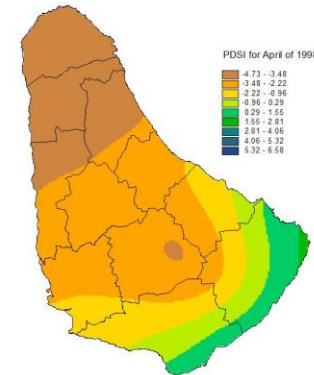 PDSI for April of 1998
-4.73 - -3.48
-3.48 - -2.22
-2.22 - -0.96
-0.96 - 0.29
0.29 - 1.55
1.55 - 2.81
2.81 - 4.06
4.06 - 5.32
5.32 - 6.58